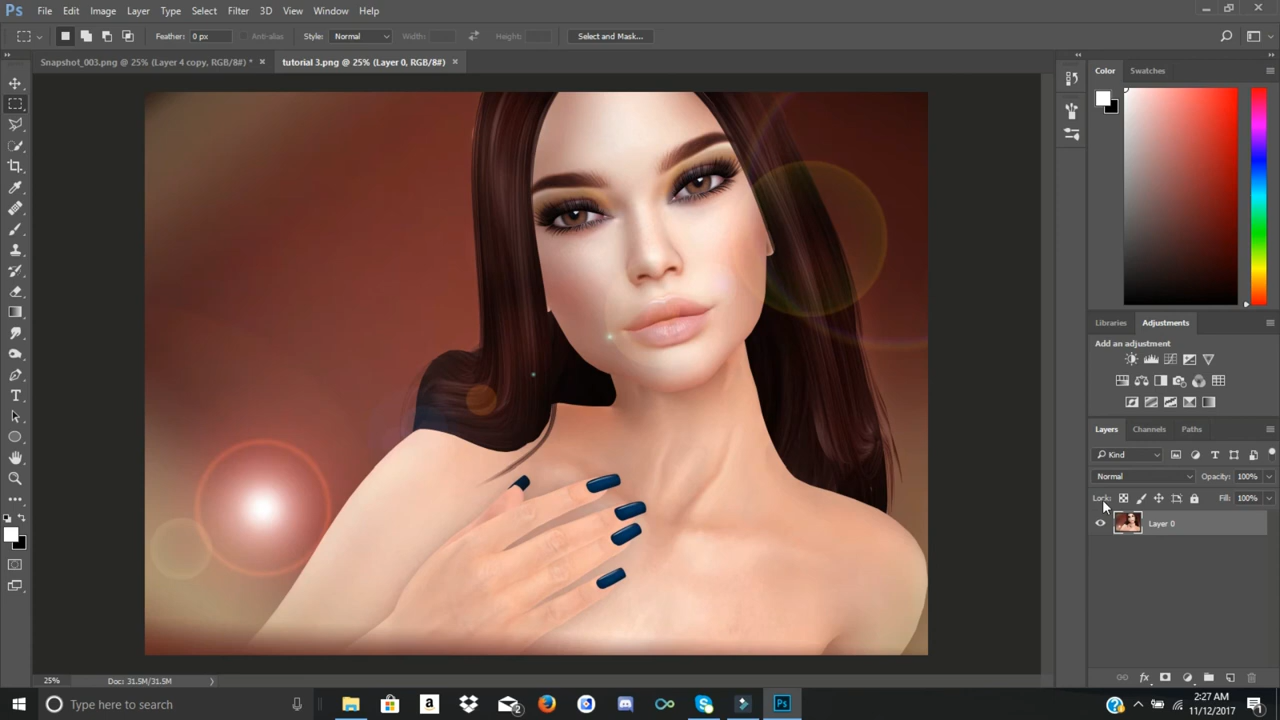 Ps File Edit Image Layer Type Select Filter 3D View Window Help
Feather: 0 px Anti-alias Style: Normal Width: Height: Select and Mask...
Snapshot_003.png @ 25% (Layer 4 copy, RGB/8#) * × tutorial 3.png @ 25% (Layer 0, RGB/8#) ×
Color Swatches
Libraries Adjustments
Add an adjustment
Layers Channels Paths
Kind
Normal Opacity: 100%
Lock: Fill: 100%
Layer 0
25% Doc: 31.5M/31.5M
Type here to search
2:27 AM
11/12/2017